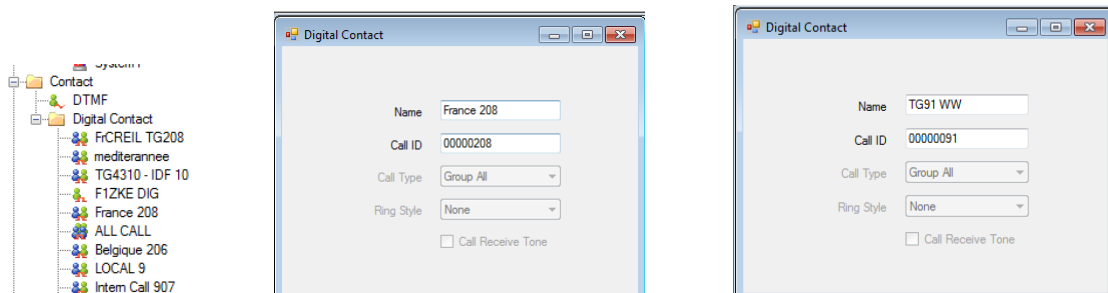 Contact
DTMF
Digital Contact
FrCREIL TG208
mediterannee
TG4310 - IDF 10
F1ZKE DIG
France 208
ALL CALL
Belgique 206
LOCAL 9
Intern Call 907
Digital Contact
Name France 208
Call ID 00000208
Call Type Group All
Ring Style None
Call Receive Tone
Digital Contact
Name TG91 WW
Call ID 00000091
Call Type Group All
Ring Style None
Call Receive Tone